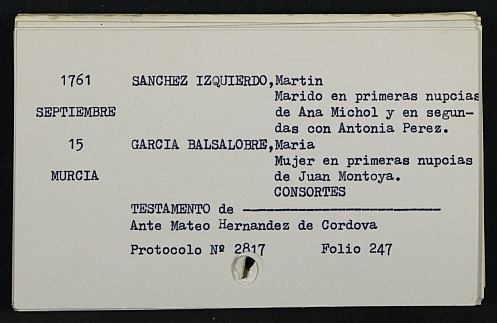 1761 SANCHEZ IZQUIERDO,Martin
Marido en primeras nupcias
SEPTIEMBRE de Ana Michol y en segun-
das con Antonia Perez.
15 GARCIA BALSALOBRE,Maria
Mujer en primeras nupcias
MURCIA de Juan Montoya.
CONSORTES
TESTAMENTO de -------------------------
Ante Mateo Hernandez de Cordova
Protocolo Nº 2817 Folio 247